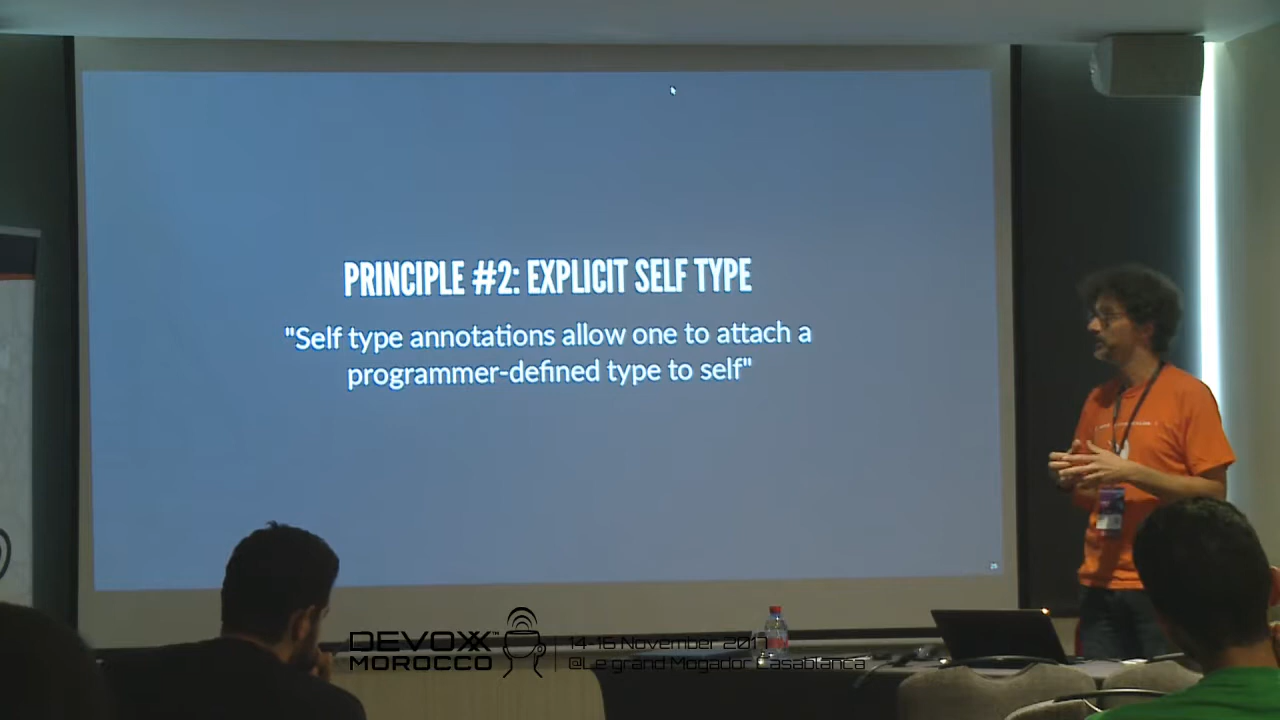 PRINCIPLE #2: EXPLICIT SELF TYPE
"Self type annotations allow one to attach a
programmer-defined type to self"
DEVOXX™
MOROCCO
14-16 November 2017
@Le grand Mogador Casablanca